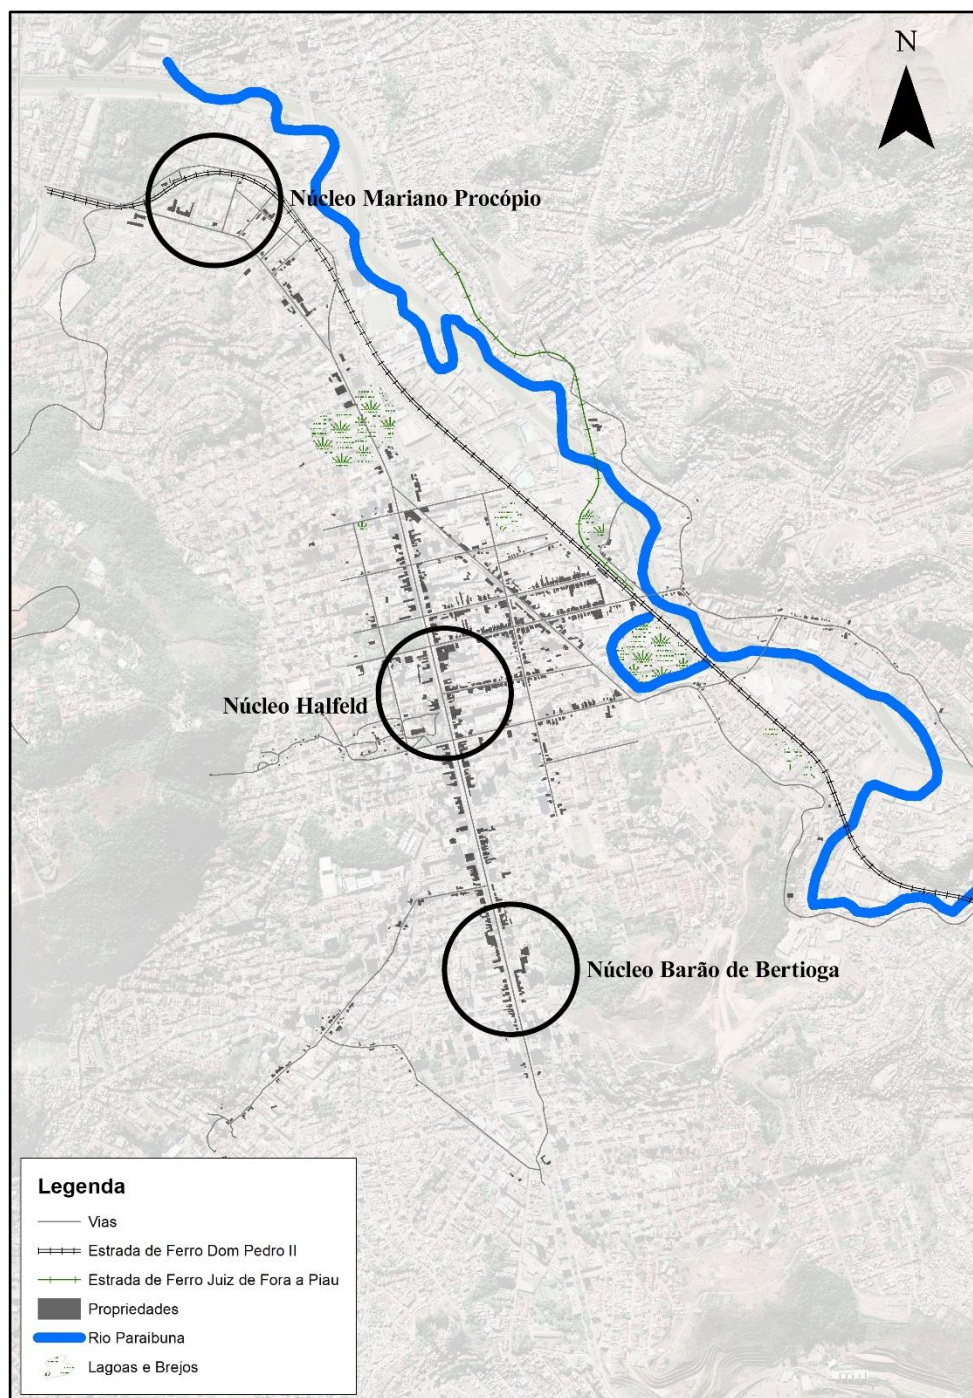 N
Núcleo Mariano Procópio
Núcleo Halfeld
Núcleo Barão de Bertioga
Legenda
Vias
Estrada de Ferro Dom Pedro II
Estrada de Ferro Juiz de Fora a Piau
Propriedades
Rio Paraibuna
Lagoas e Brejos